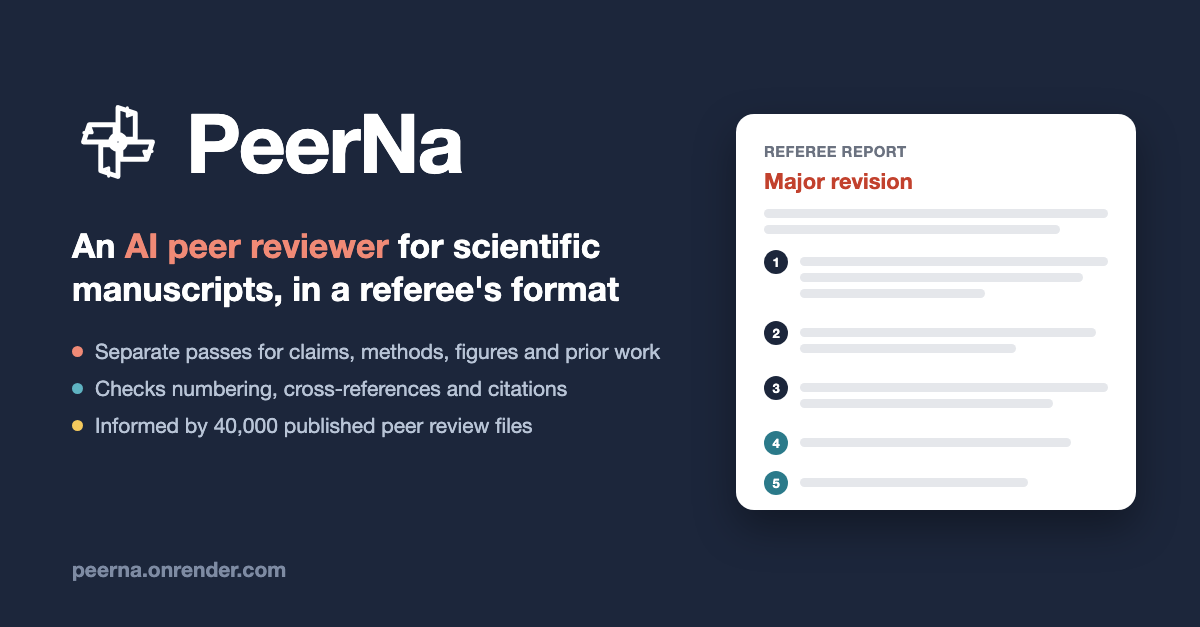 PeerNa
An AI peer reviewer for scientific
manuscripts, in a referee's format
Separate passes for claims, methods, figures and prior work
Checks numbering, cross-references and citations
Informed by 40,000 published peer review files
peerna.onrender.com
REFEREE REPORT
Major revision
1
2
3
4
5